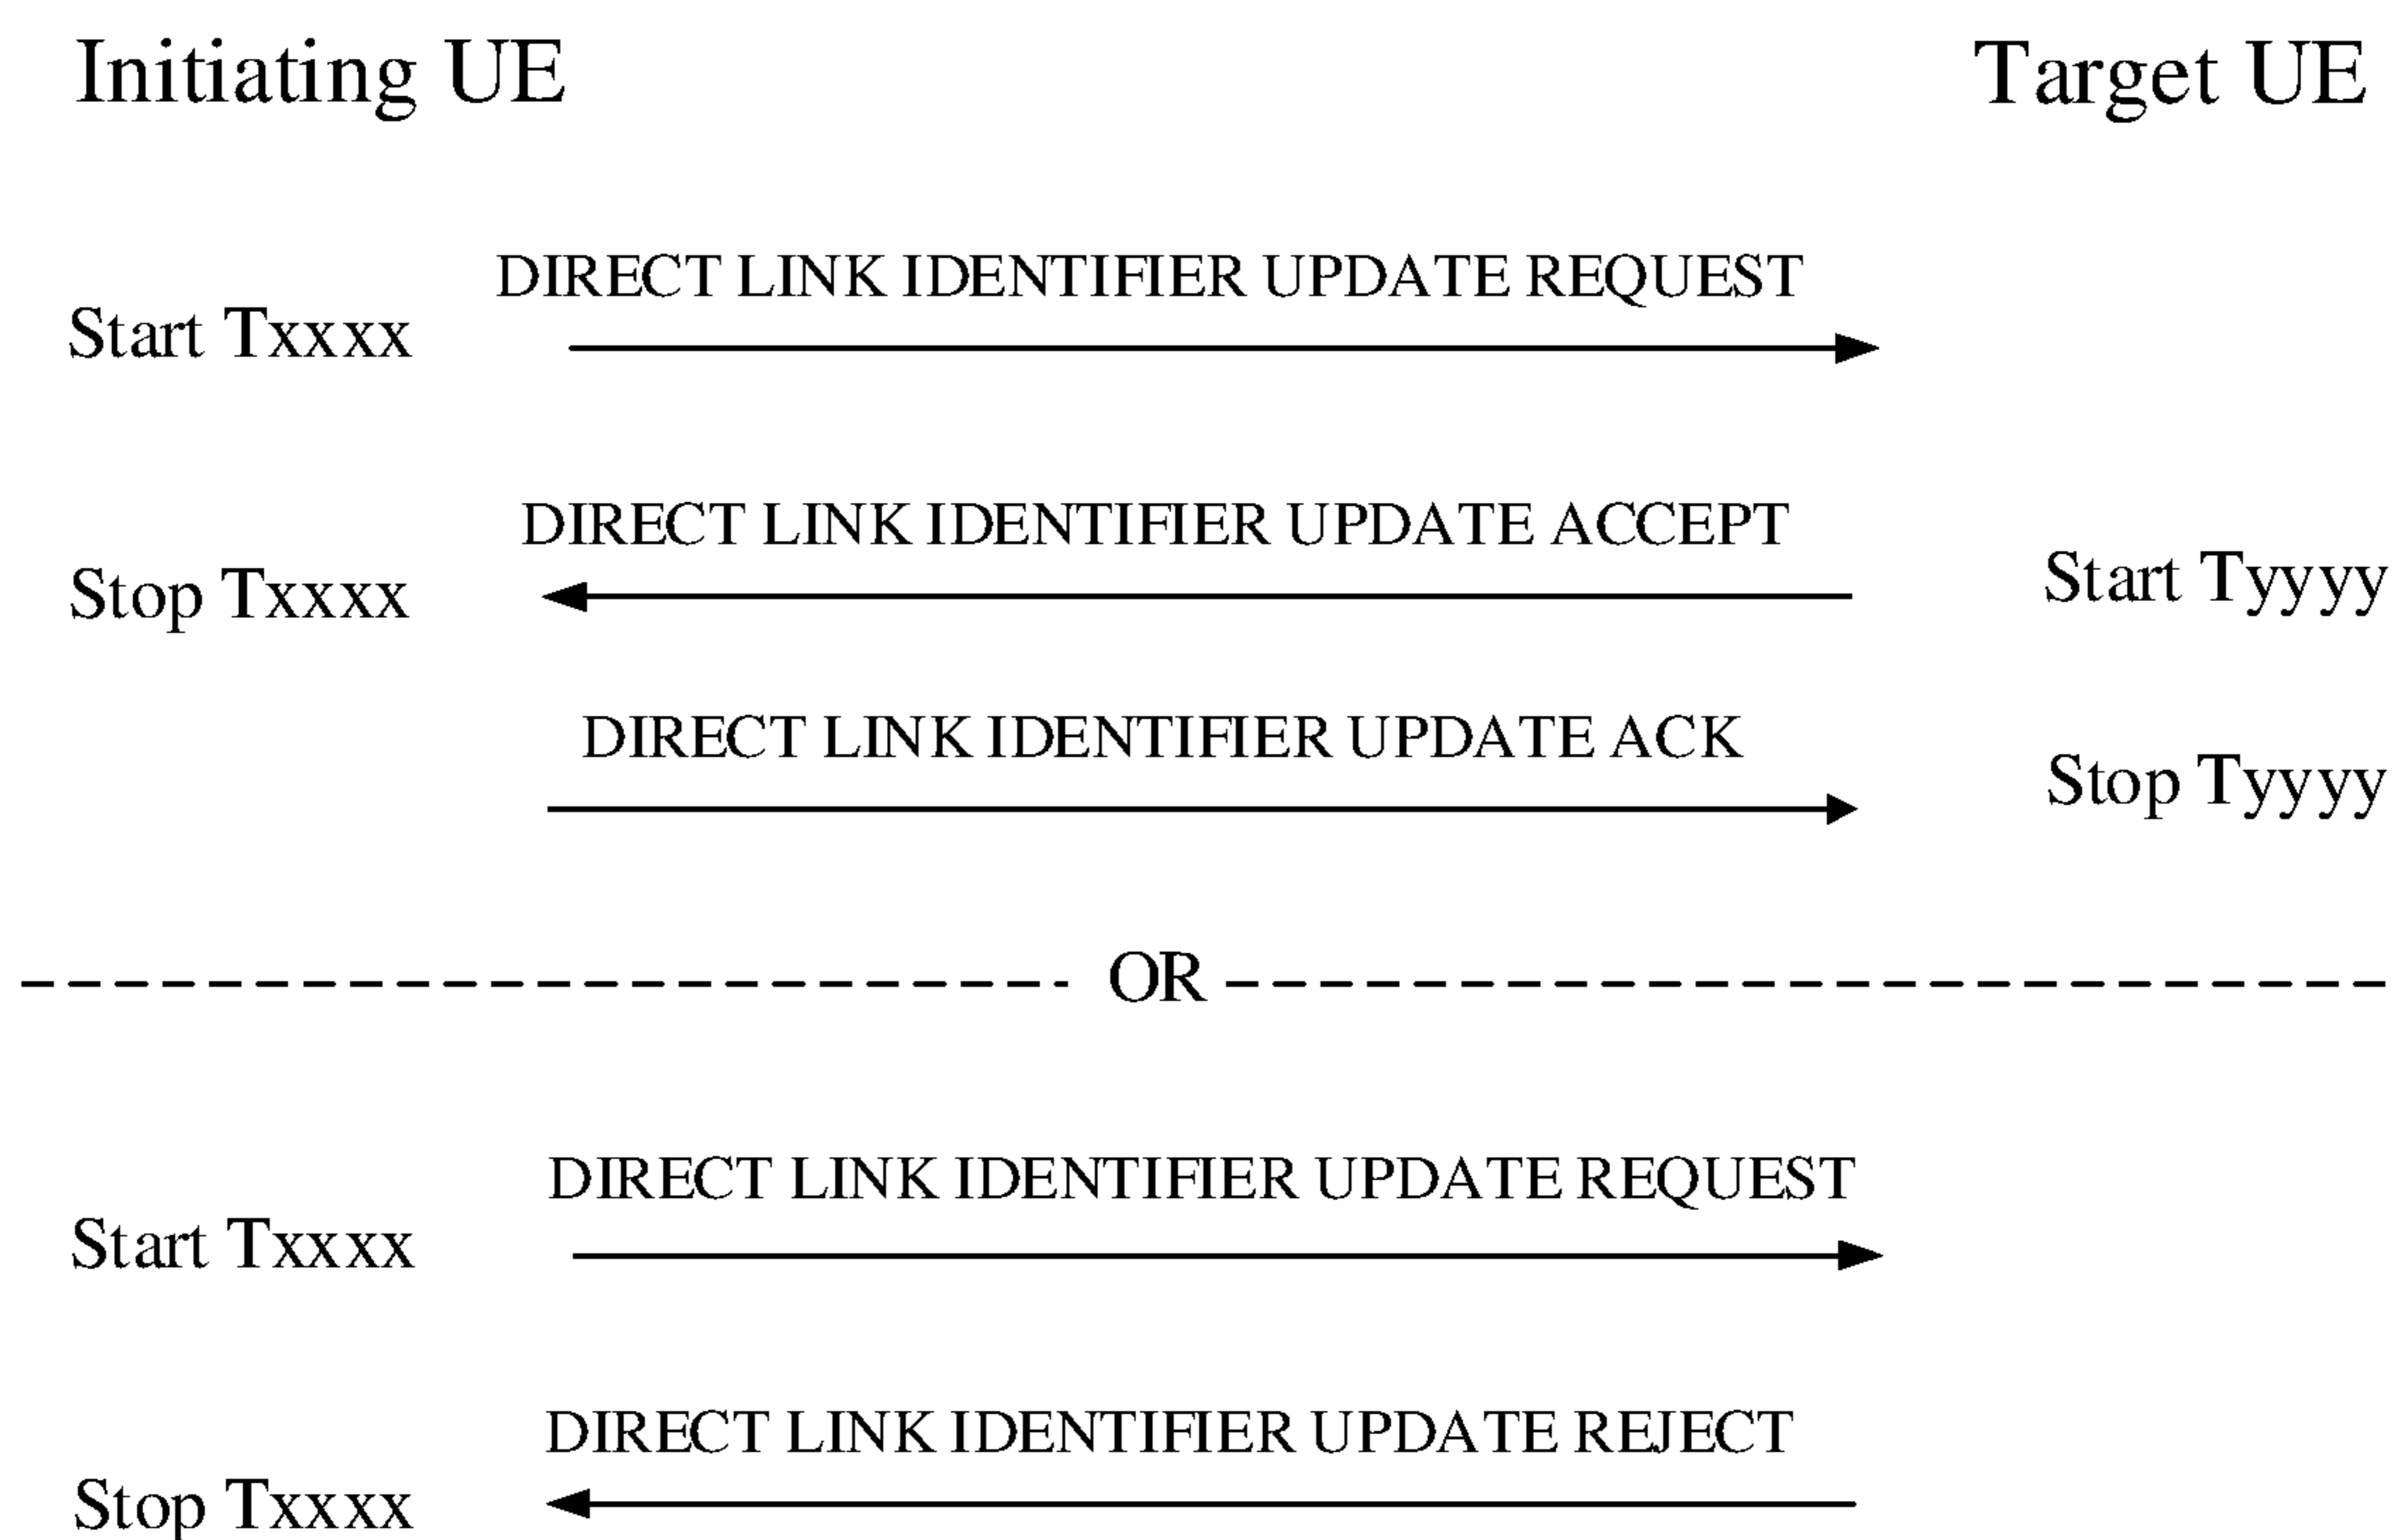 Initiating UE
Target UE
DIRECT LINK IDENTIFIER UPDATE REQUEST
Start Txxxx
DIRECT LINK IDENTIFIER UPDATE ACCEPT
Stop Txxxx
Start Tyyyy
DIRECT LINK IDENTIFIER UPDATE ACK
Stop Tyyyy
OR
DIRECT LINK IDENTIFIER UPDATE REQUEST
Start Txxxx
DIRECT LINK IDENTIFIER UPDATE REJECT
Stop Txxxx